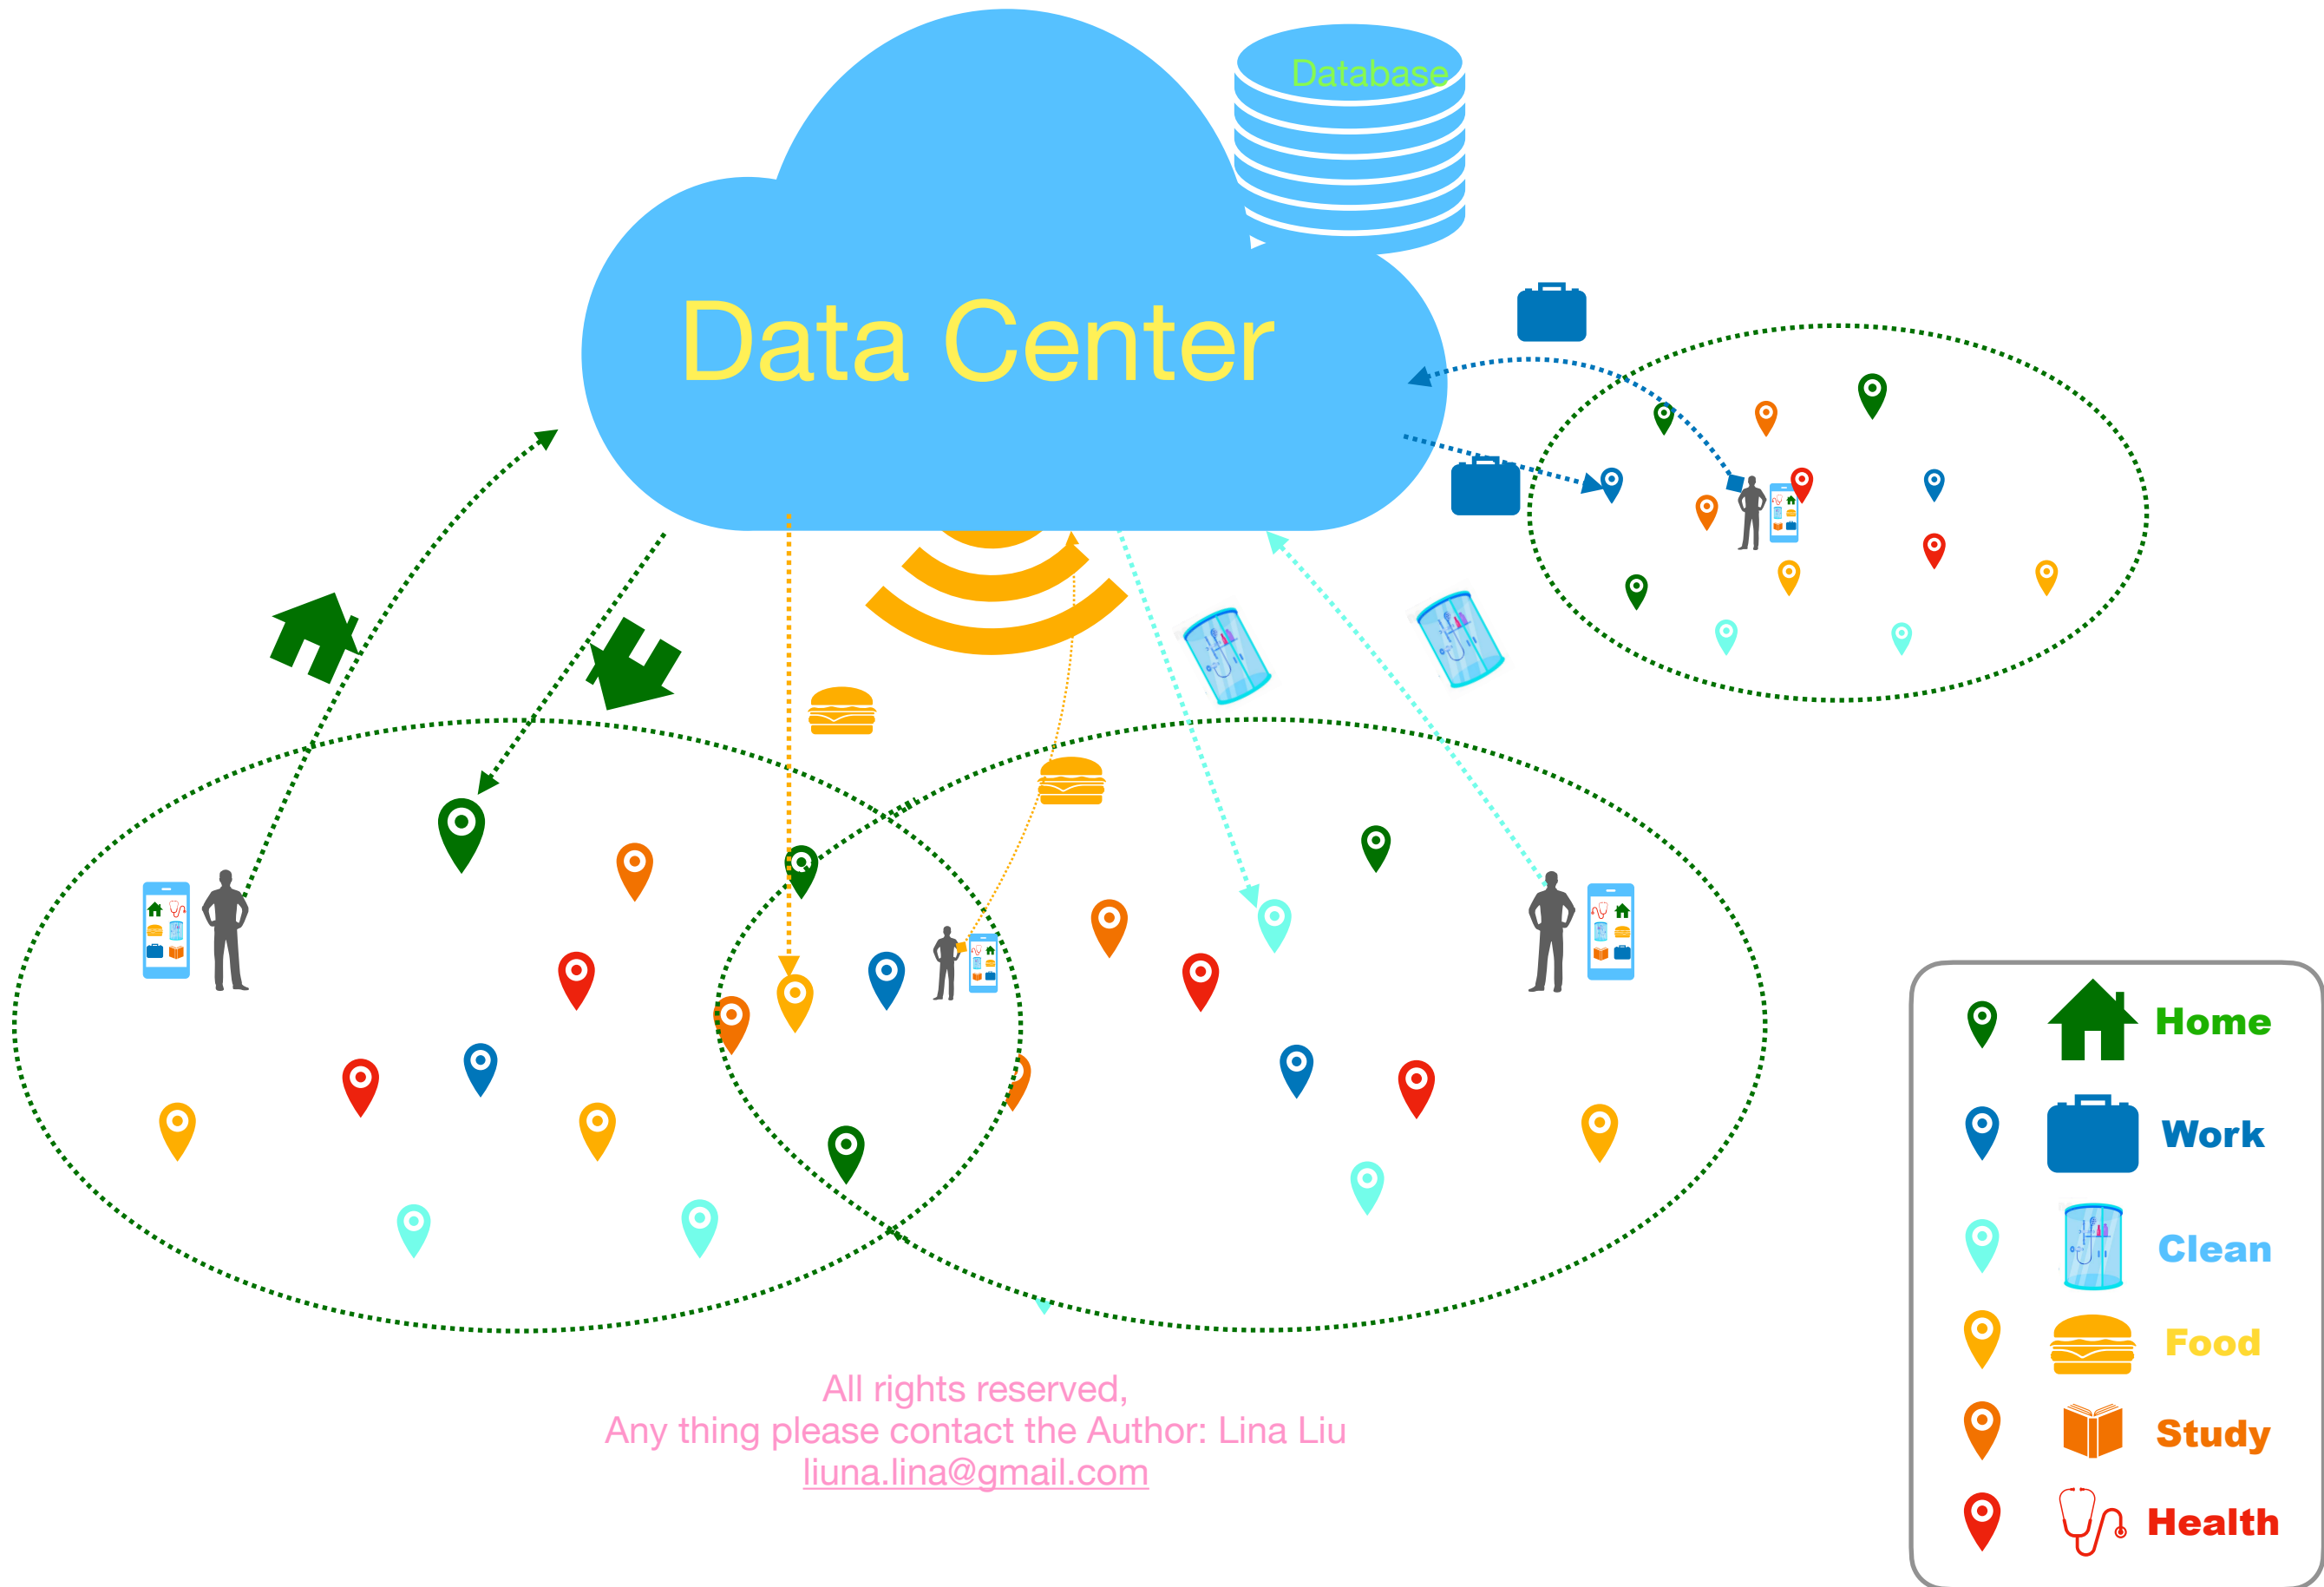 Database
Data Center
Home
Work
Clean
Food
Study
Health
All rights reserved,
Any thing please contact the Author: Lina Liu
liuna.lina@gmail.com